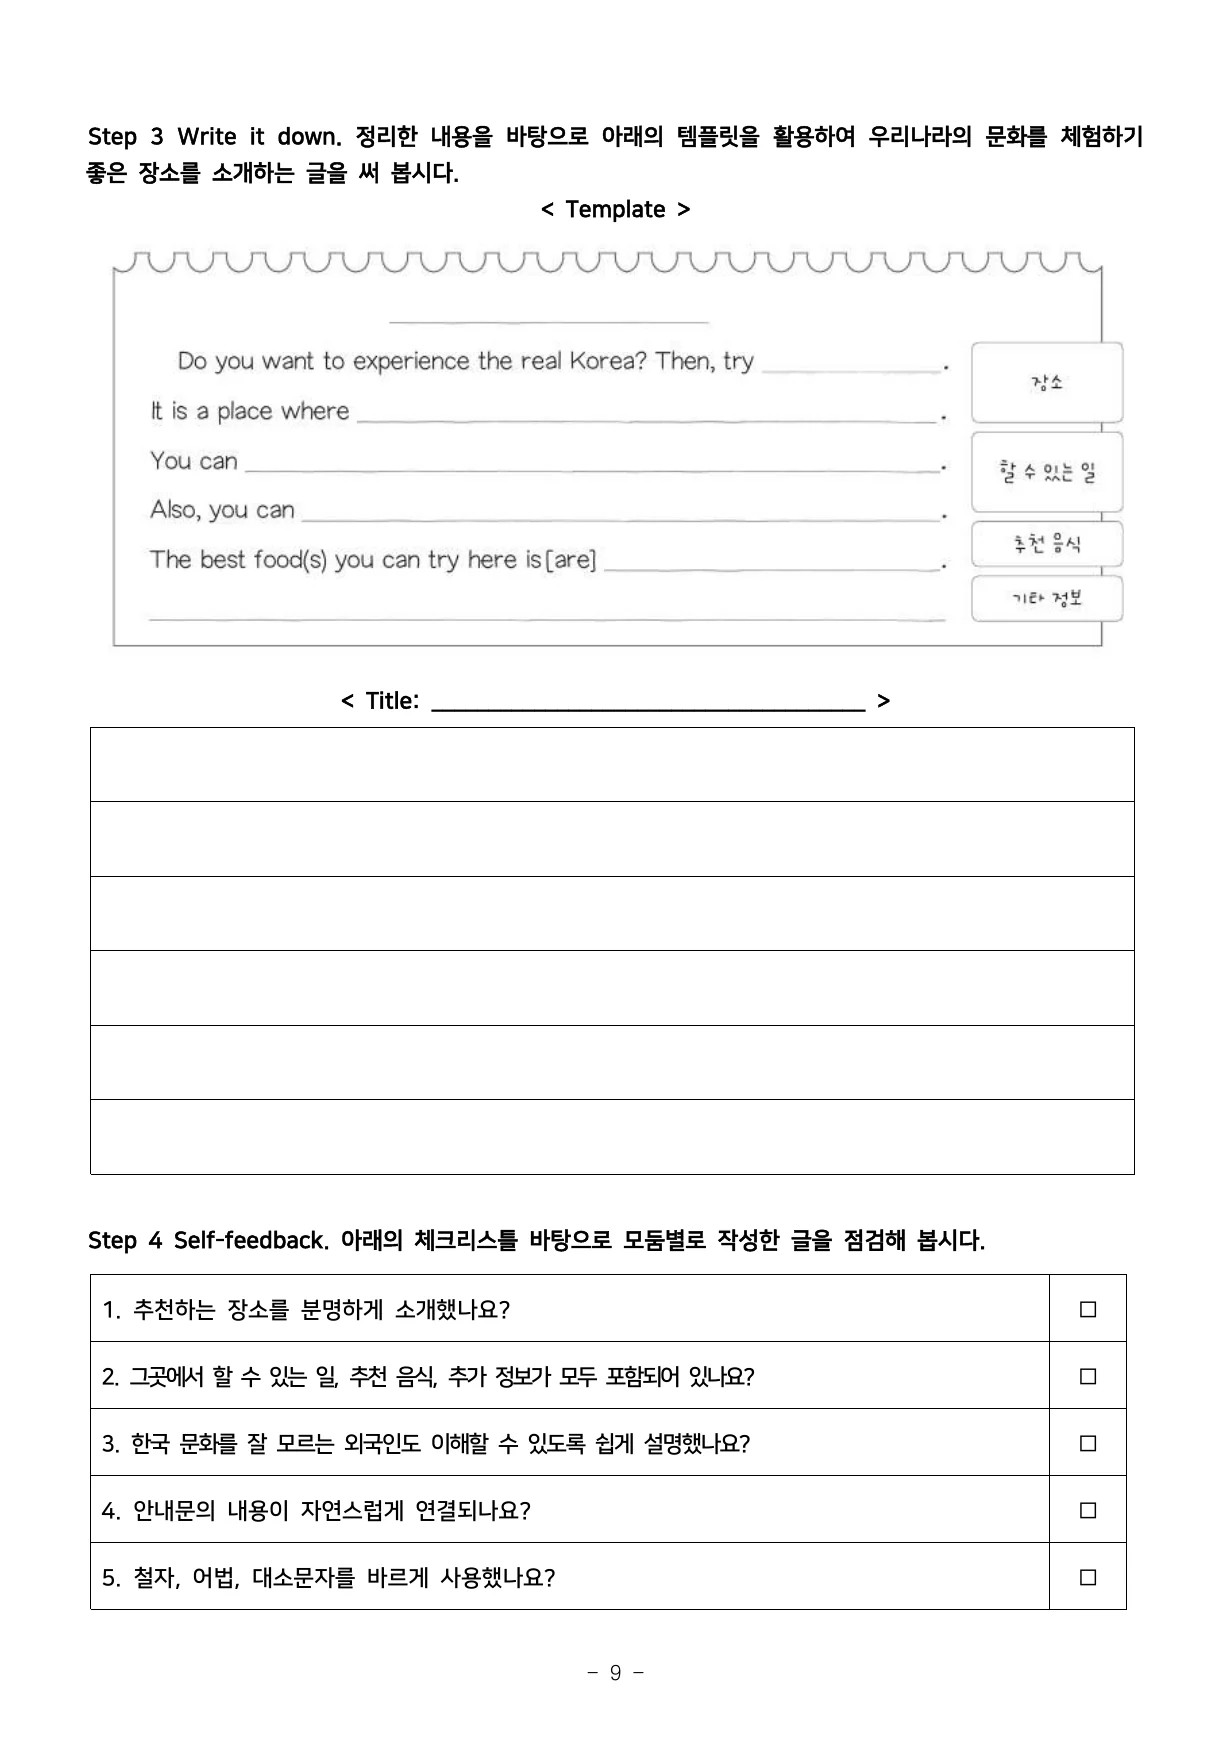 Step 3 Write it down. 정리한 내용을 바탕으로 아래의 템플릿을 활용하여 우리나라의 문화를 체험하기
좋은 장소를 소개하는 글을 써 봅시다.
< Template >
Do you want to experience the real Korea? Then, try ______________.
It is a place where ______________.
You can ______________.
Also, you can ______________.
The best food(s) you can try here is[are] ______________.
장소
할 수 있는 일
추천 음식
기타 정보
< Title: ______________ >
Step 4 Self-feedback. 아래의 체크리스틀 바탕으로 모둠별로 작성한 글을 점검해 봅시다.
1. 추천하는 장소를 분명하게 소개했나요? □
2. 그곳에서 할 수 있는 일, 추천 음식, 추가 정보가 모두 포함되어 있나요? □
3. 한국 문화를 잘 모르는 외국인도 이해할 수 있도록 쉽게 설명했나요? □
4. 안내문의 내용이 자연스럽게 연결되나요? □
5. 철자, 어법, 대소문자를 바르게 사용했나요? □
- 9 -